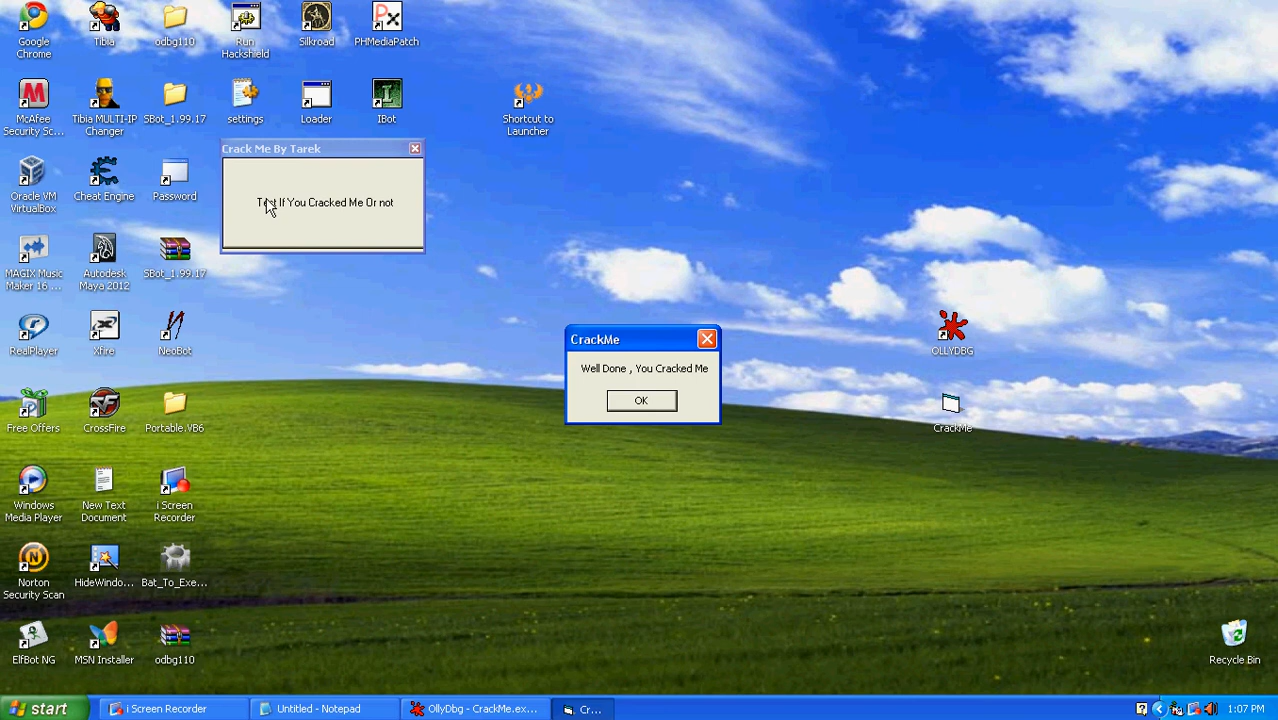 Google
Chrome
Tibia
odbg110
Run
Hackshield
Silkroad
PHMediaPatch
McAfee
Security Sc...
Tibia MULTI-IP
Changer
SBot_1.99.17
settings
Loader
IBot
Shortcut to
Launcher
Crack Me By Tarek
If You Cracked Me Or not
Oracle VM
VirtualBox
Cheat Engine
Password
MAGIX Music
Maker 16 ...
Autodesk
Maya 2012
SBot_1.99.17
RealPlayer
Xfire
NeoBot
CrackMe
Well Done , You Cracked Me
OK
OLLYDBG
Free Offers
CrossFire
Portable.VB6
CrackMe
Windows
Media Player
New Text
Document
i Screen
Recorder
Norton
Security Scan
HideWindo...
Bat_To_Exe...
ElfBot NG
MSN Installer
odbg110
Recycle Bin
start
i Screen Recorder
Untitled - Notepad
OllyDbg - CrackMe.ex...
Cr...
1:07 PM